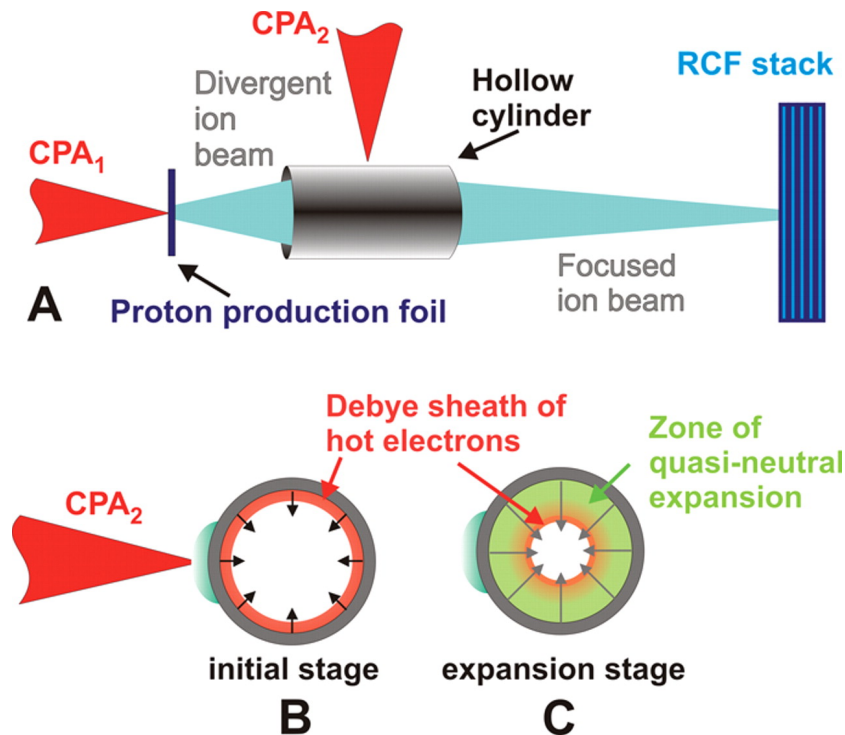 CPA2
Divergent
ion
beam
Hollow
cylinder
RCF stack
CPA1
Focused
ion beam
A
Proton production foil
Debye sheath of
hot electrons
Zone of
quasi-neutral
expansion
CPA2
initial stage
expansion stage
B
C